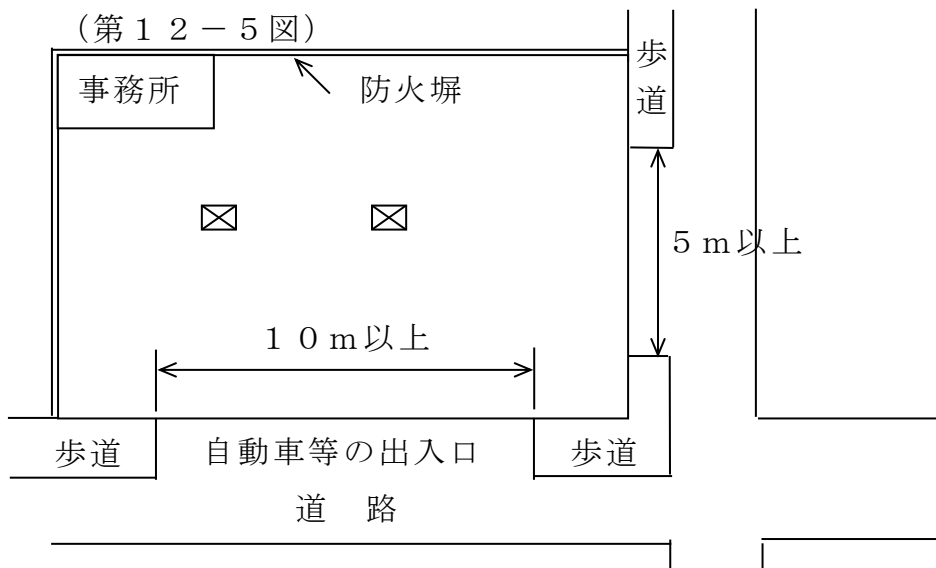 （第１２－５図）
事務所
防火塀
歩道
５ｍ以上
１０ｍ以上
歩道
自動車等の出入口
歩道
道　路